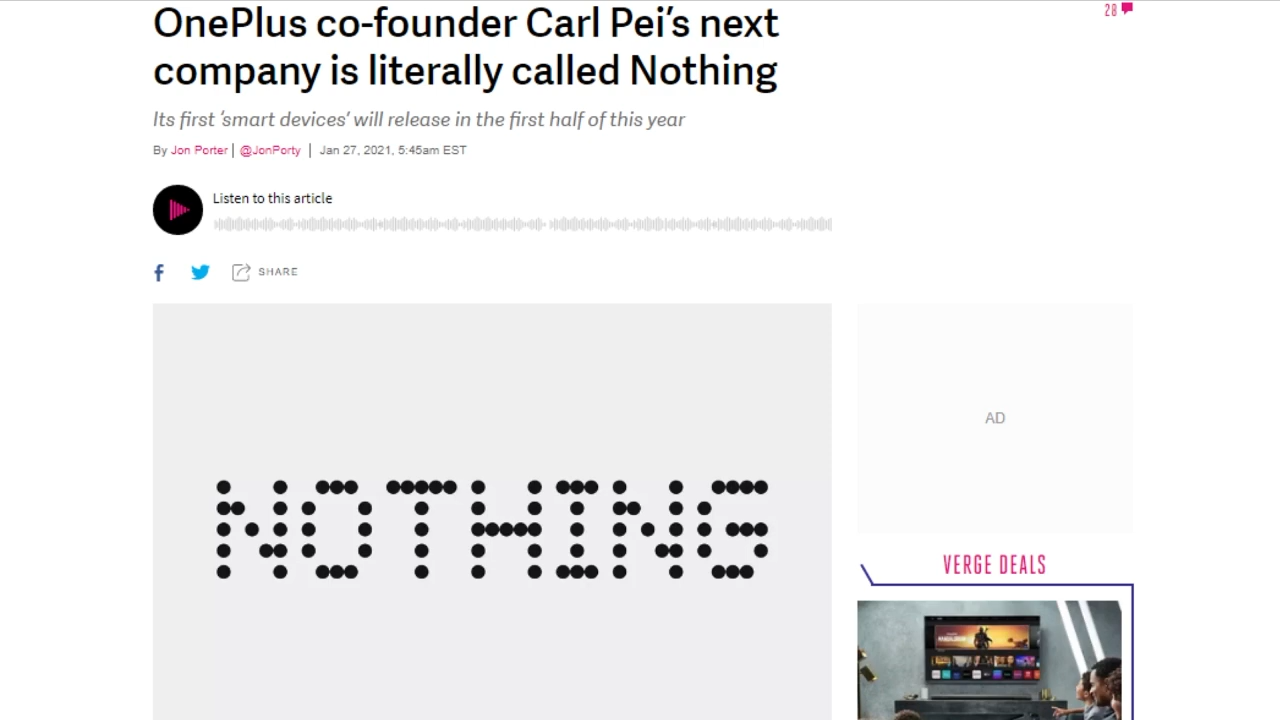 OnePlus co-founder Carl Pei's next
28
company is literally called Nothing
Its first 'smart devices' will release in the first half of this year
By Jon Porter | @JonPorty | Jan 27, 2021, 5:45am EST
Listen to this article
SHARE
NOTHING
AD
VERGE DEALS